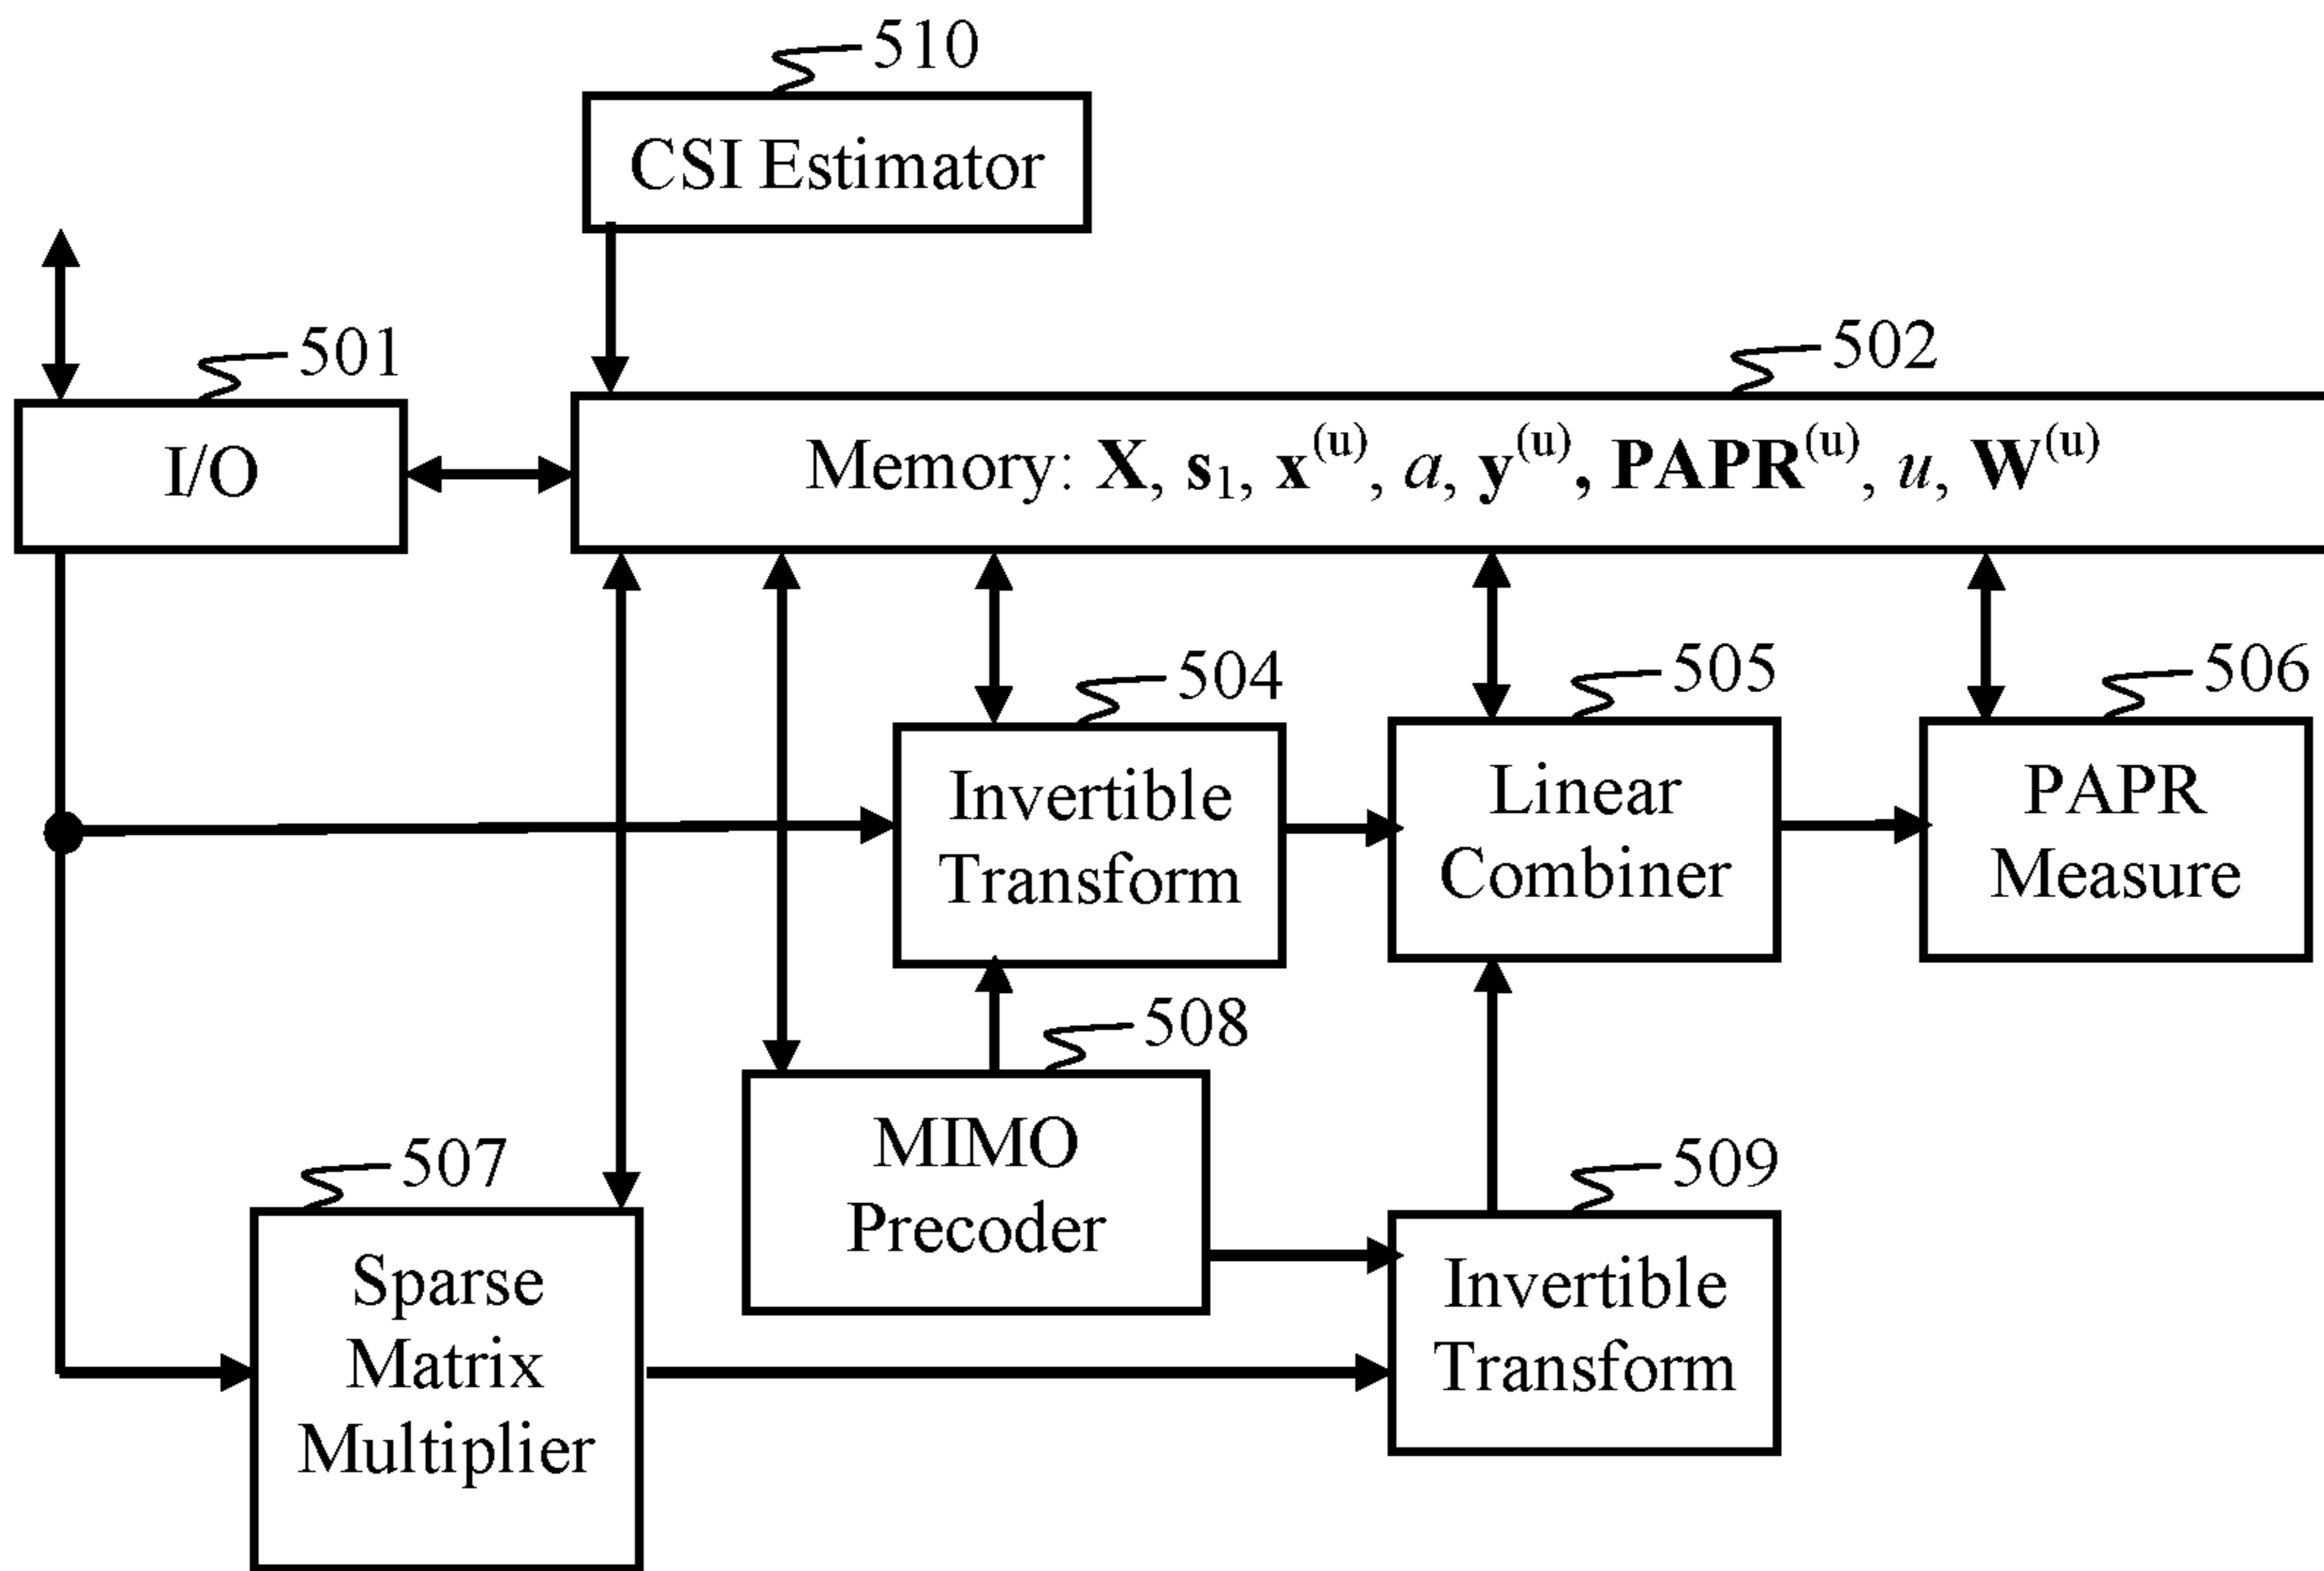 510
CSI Estimator
501
502
I/O
Memory: X, s₁, x⁽ᵘ⁾, a, y⁽ᵘ⁾, PAPR⁽ᵘ⁾, u, W⁽ᵘ⁾
504
505
506
Invertible
Transform
Linear
Combiner
PAPR
Measure
508
MIMO
Precoder
507
509
Sparse
Matrix
Multiplier
Invertible
Transform